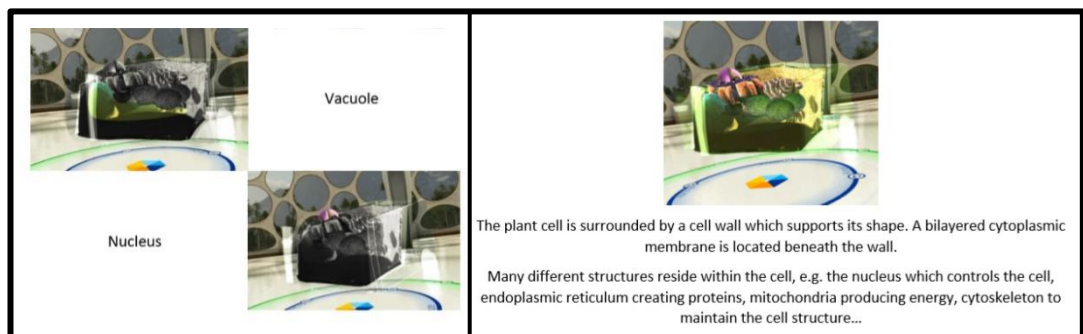 Vacuole
Nucleus
The plant cell is surrounded by a cell wall which supports its shape. A bilayered cytoplasmic
membrane is located beneath the wall.
Many different structures reside within the cell, e.g. the nucleus which controls the cell,
endoplasmic reticulum creating proteins, mitochondria producing energy, cytoskeleton to
maintain the cell structure...